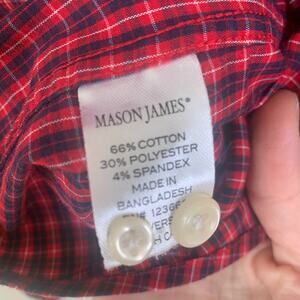 MASON JAMES®
66% COTTON
30% POLYESTER
4% SPANDEX
MADE IN
BANGLADESH